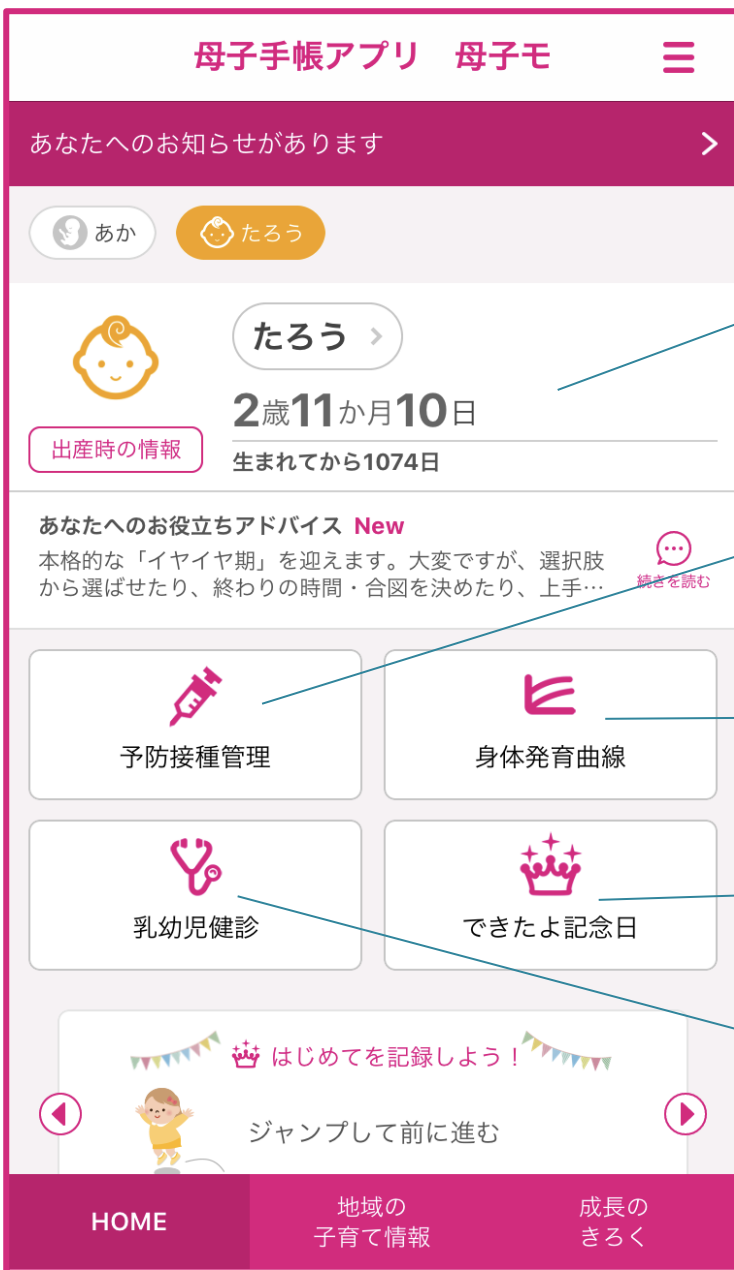 母子手帳アプリ　母子モ
あなたへのお知らせがあります
あか
たろう
たろう
2歳11か月10日
出産時の情報
生まれてから1074日
あなたへのお役立ちアドバイス New
本格的な「イヤイヤ期」を迎えます。大変ですが、選択肢
から選ばせたり、終わりの時間・合図を決めたり、上手…
続きを読む
予防接種管理
身体発育曲線
乳幼児健診
できたよ記念日
はじめてを記録しよう！
ジャンプして前に進む
HOME
地域の
子育て情報
成長の
きろく